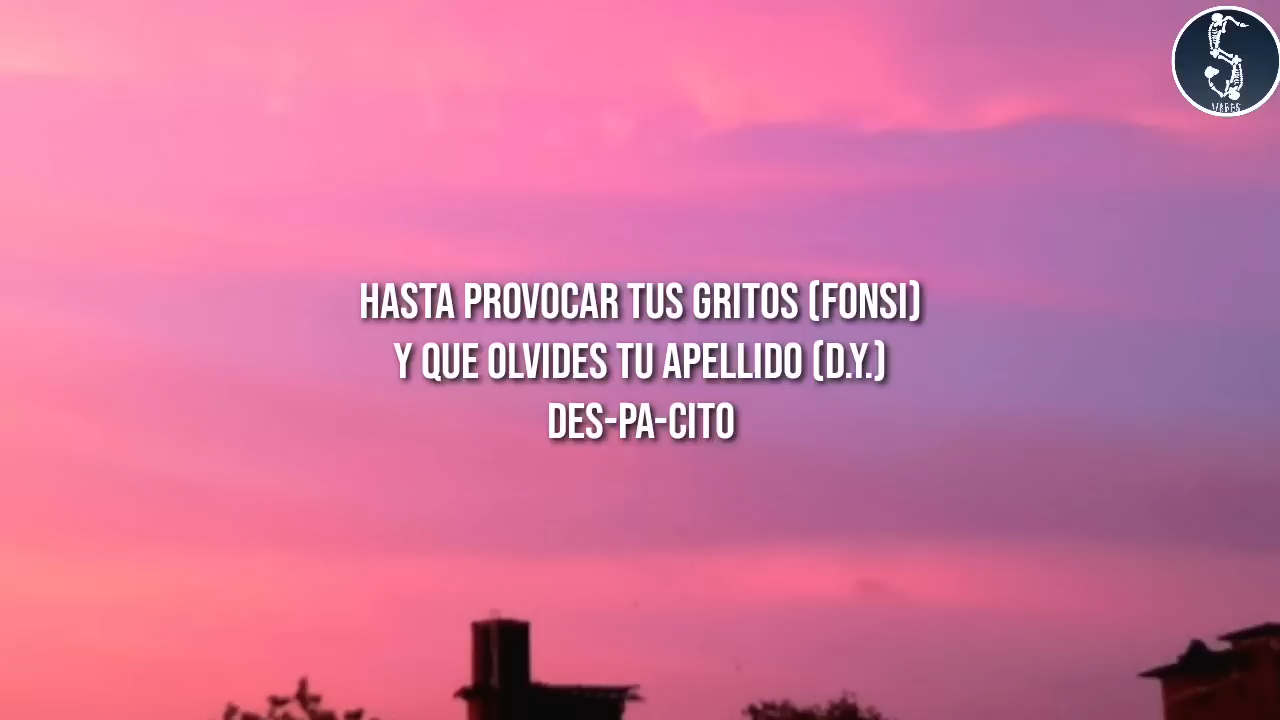 HASTA PROVOCAR TUS GRITOS (FONSI)
Y QUE OLVIDES TU APELLIDO (D.Y.)
DES-PA-CITO